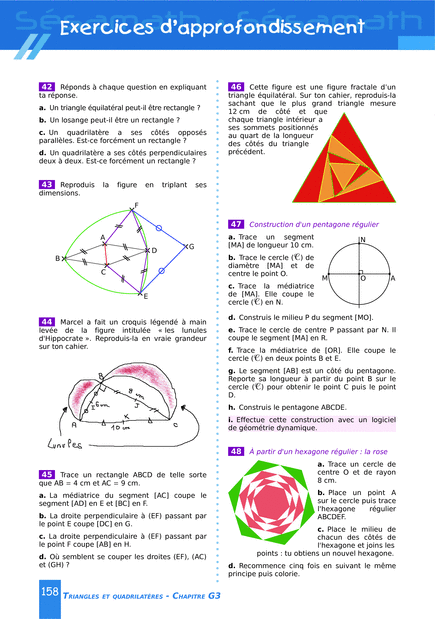 Exercices d'approfondissement
42 Réponds à chaque question en expliquant
ta réponse.
a. Un triangle équilatéral peut-il être rectangle ?
b. Un losange peut-il être un rectangle ?
c. Un quadrilatère a ses côtés opposés
parallèles. Est-ce forcément un rectangle ?
d. Un quadrilatère a ses côtés perpendiculaires
deux à deux. Est-ce forcément un rectangle ?
43 Reproduis la figure en triplant ses
dimensions.
F
A
B
D
G
C
E
44 Marcel a fait un croquis légendé à main
levée de la figure intitulée « les lunules
d'Hippocrate ». Reproduis-la en vraie grandeur
sur ton cahier.
B
8 cm
6cm
I
J
A
K
C
10 cm
Lunules
45 Trace un rectangle ABCD de telle sorte
que AB = 4 cm et AC = 9 cm.
a. La médiatrice du segment [AC] coupe le
segment [AD] en E et [BC] en F.
b. La droite perpendiculaire à (EF) passant par
le point E coupe [DC] en G.
c. La droite perpendiculaire à (EF) passant par
le point F coupe [AB] en H.
d. Où semblent se couper les droites (EF), (AC)
et (GH) ?
46 Cette figure est une figure fractale d'un
triangle équilatéral. Sur ton cahier, reproduis-la
sachant que le plus grand triangle mesure
12 cm de côté et que
chaque triangle intérieur a
ses sommets positionnés
au quart de la longueur
des côtés du triangle
précédent.
47 Construction d'un pentagone régulier
a. Trace un segment
[MA] de longueur 10 cm.
b. Trace le cercle (C) de
diamètre [MA] et de
centre le point O.
c. Trace la médiatrice
de [MA]. Elle coupe le
cercle (C) en N.
N
M
O
A
d. Construis le milieu P du segment [MO].
e. Trace le cercle de centre P passant par N. Il
coupe le segment [MA] en R.
f. Trace la médiatrice de [OR]. Elle coupe le
cercle (C) en deux points B et E.
g. Le segment [AB] est un côté du pentagone.
Reporte sa longueur à partir du point B sur le
cercle (C) pour obtenir le point C puis le point
D.
h. Construis le pentagone ABCDE.
i. Effectue cette construction avec un logiciel
de géométrie dynamique.
48 À partir d'un hexagone régulier : la rose
a. Trace un cercle de
centre O et de rayon
8 cm.
b. Place un point A
sur le cercle puis trace
l'hexagone régulier
ABCDEF.
c. Place le milieu de
chacun des côtés de
l'hexagone et joins les
points : tu obtiens un nouvel hexagone.
d. Recommence cinq fois en suivant le même
principe puis colorie.
158 TRIANGLES ET QUADRILATÈRES - CHAPITRE G3